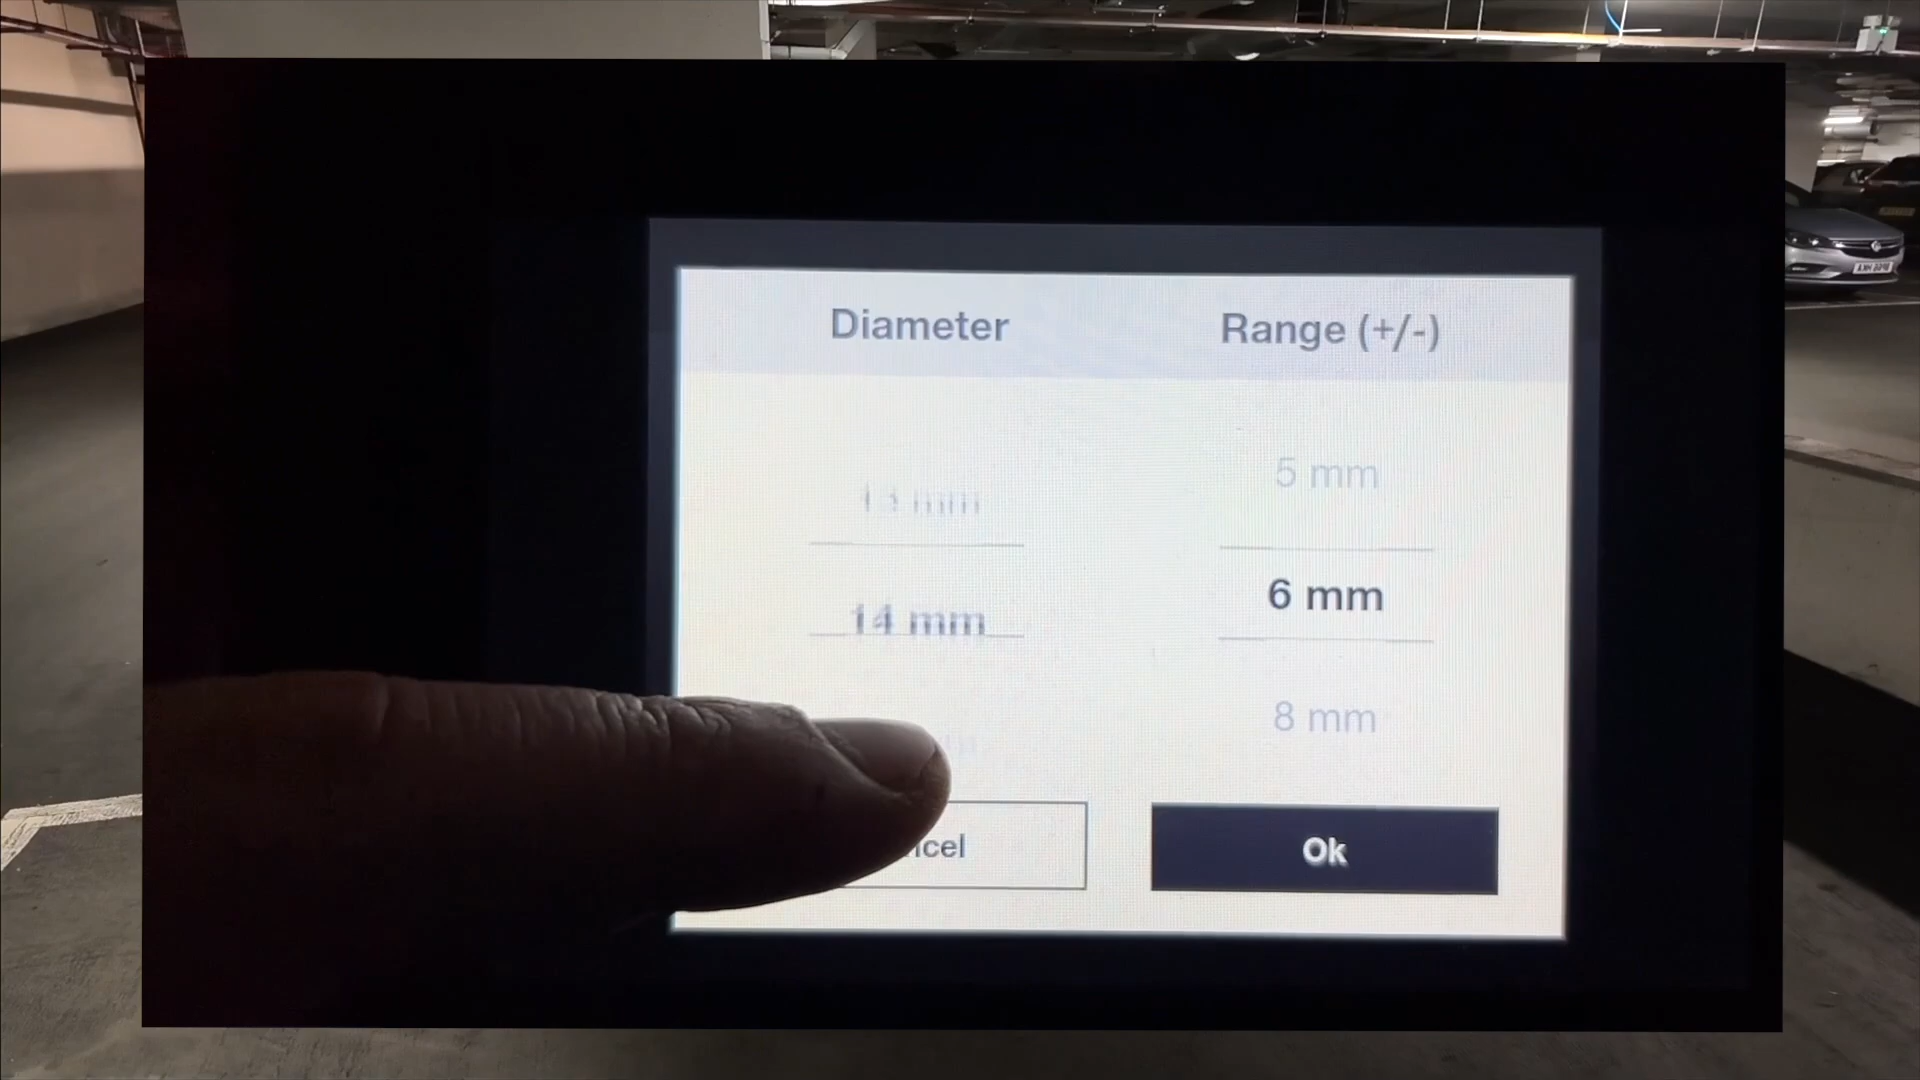 Diameter Range (+/-)
13 mm 5 mm
14 mm 6 mm
8 mm
ncel Ok